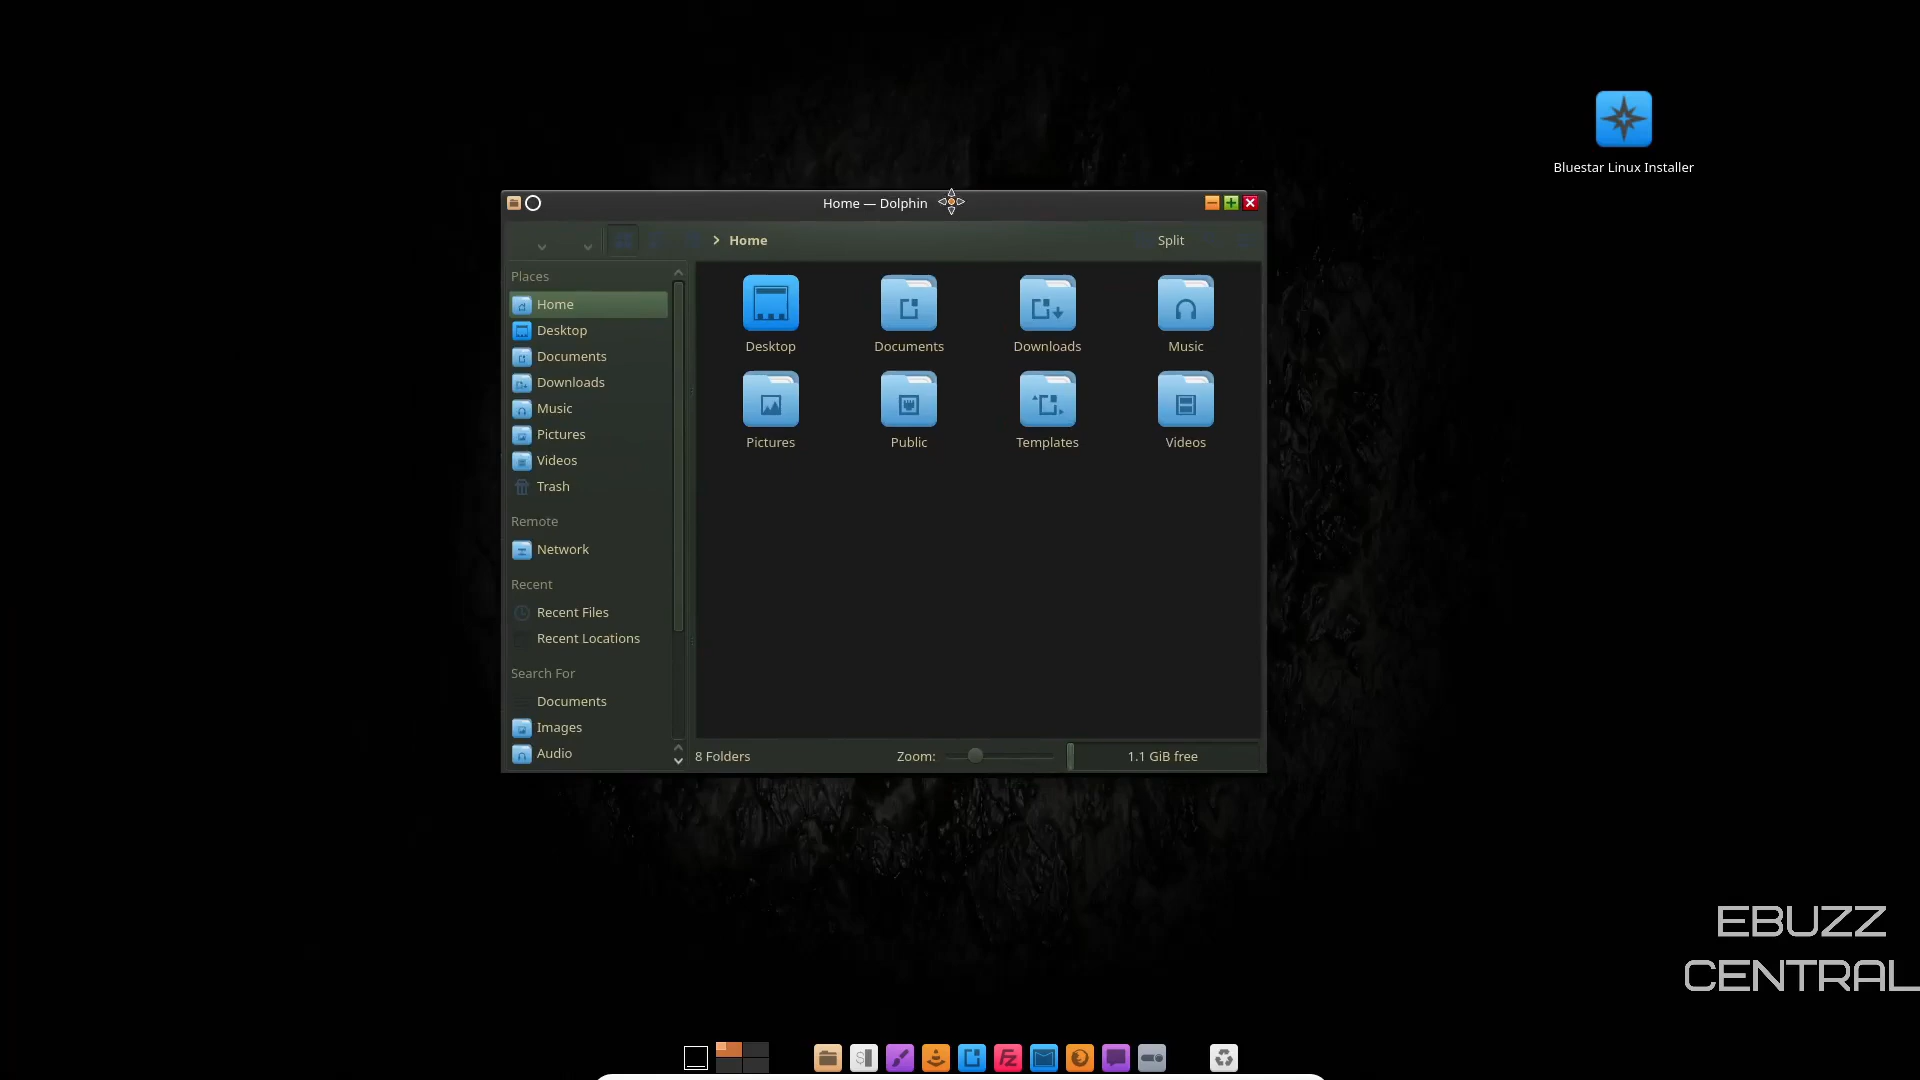 Bluestar Linux Installer
Home — Dolphin
Home
Split
Places
Home
Desktop
Documents
Downloads
Music
Pictures
Videos
Trash
Remote
Network
Recent
Recent Files
Recent Locations
Search For
Documents
Images
Audio
Desktop
Documents
Downloads
Music
Pictures
Public
Templates
Videos
8 Folders
Zoom:
1.1 GiB free
EBUZZ
CENTRAL
Fz